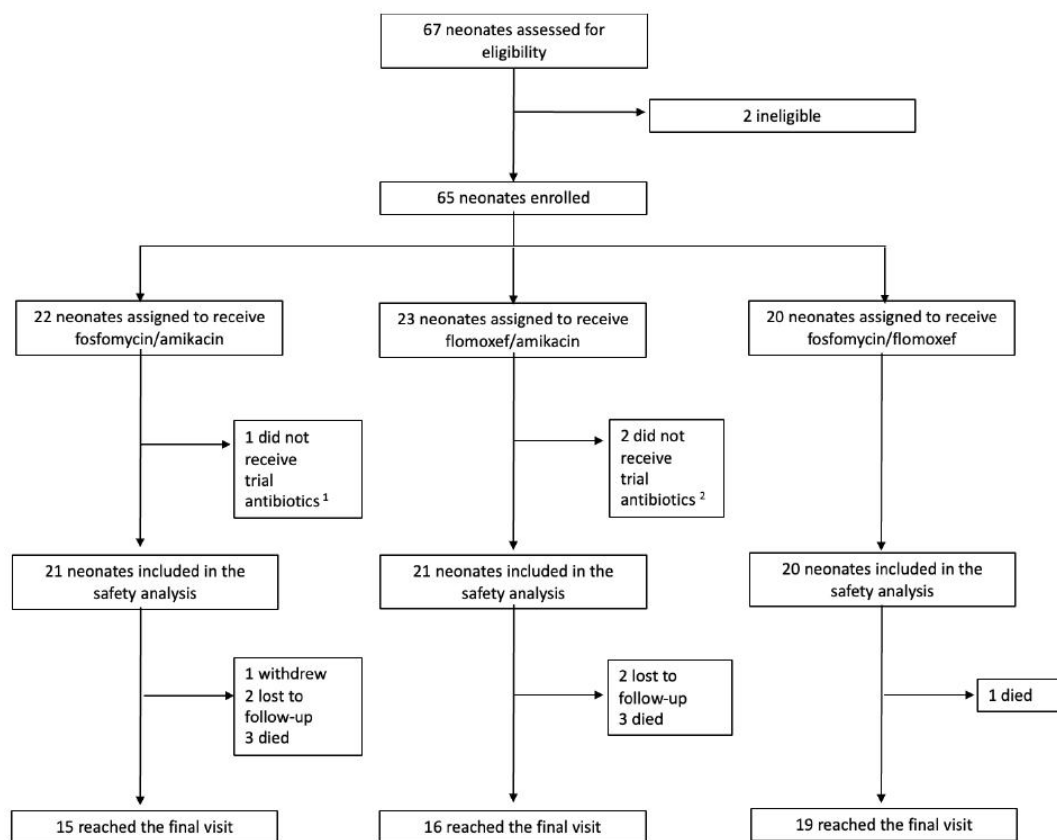 67 neonates assessed for
eligibility
2 ineligible
65 neonates enrolled
22 neonates assigned to receive
fosfomycin/amikacin
23 neonates assigned to receive
flomoxef/amikacin
20 neonates assigned to receive
fosfomycin/flomoxef
1 did not
receive
trial
antibiotics 1
2 did not
receive
trial
antibiotics 2
21 neonates included in the
safety analysis
21 neonates included in the
safety analysis
20 neonates included in the
safety analysis
1 withdrew
2 lost to
follow-up
3 died
2 lost to
follow-up
3 died
1 died
15 reached the final visit
16 reached the final visit
19 reached the final visit